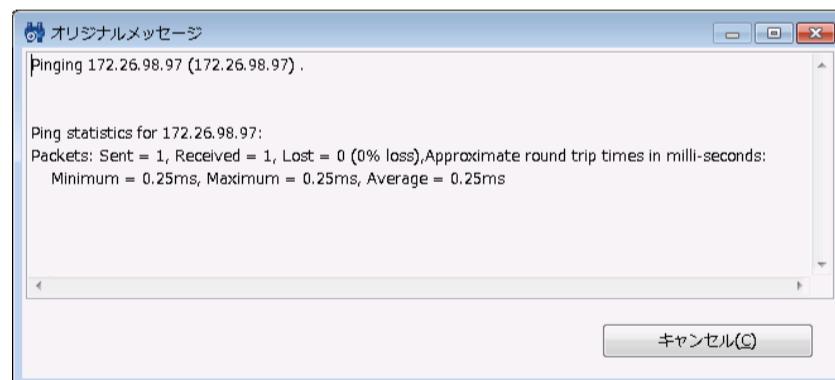 オリジナルメッセージ
Pinging 172.26.98.97 (172.26.98.97) .
Ping statistics for 172.26.98.97:
Packets: Sent = 1, Received = 1, Lost = 0 (0% loss),Approximate round trip times in milli-seconds:
Minimum = 0.25ms, Maximum = 0.25ms, Average = 0.25ms
キャンセル(C)